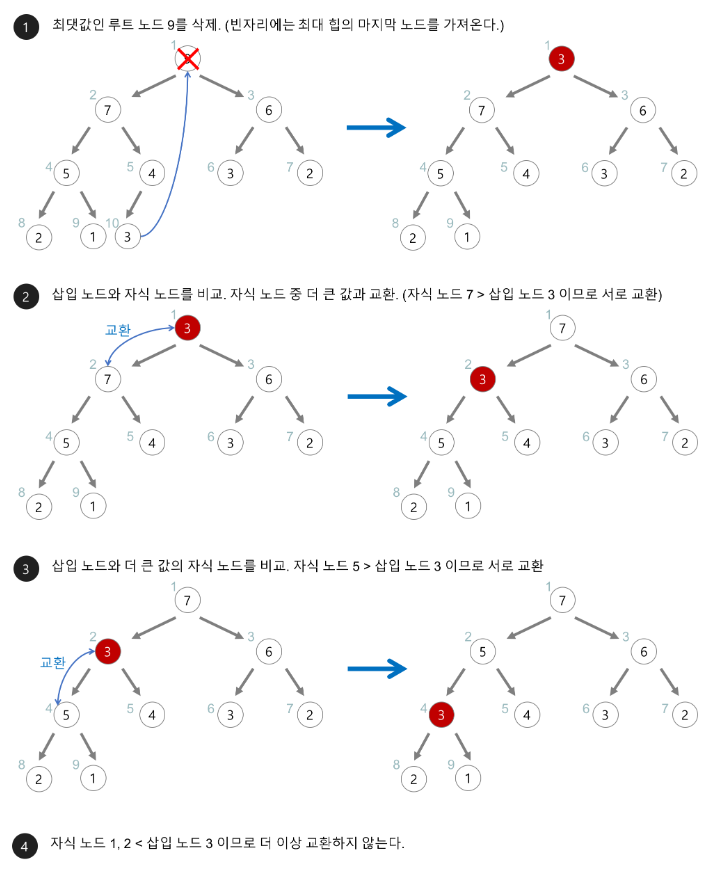 1 최댓값인 루트 노드 9를 삭제. (빈자리에는 최대 힙의 마지막 노드를 가져온다.)
1 1
3
2 7 3 6 2 7 3 6
4 5 5 4 6 3 7 2 4 5 5 4 6 3 7 2
8 2 9 1 10 3 8 2 9 1
2 삽입 노드와 자식 노드를 비교. 자식 노드 중 더 큰 값과 교환. (자식 노드 7 > 삽입 노드 3 이므로 서로 교환)
교환 1 3 1 7
2 7 3 6 2 3 3 6
4 5 5 4 6 3 7 2 4 5 5 4 6 3 7 2
8 2 9 1 8 2 9 1
3 삽입 노드와 더 큰 값의 자식 노드를 비교. 자식 노드 5 > 삽입 노드 3 이므로 서로 교환
1 7 1 7
교환 2 3 3 6 2 5 3 6
4 5 5 4 6 3 7 2 4 3 5 4 6 3 7 2
8 2 9 1 8 2 9 1
4 자식 노드 1, 2 < 삽입 노드 3 이므로 더 이상 교환하지 않는다.